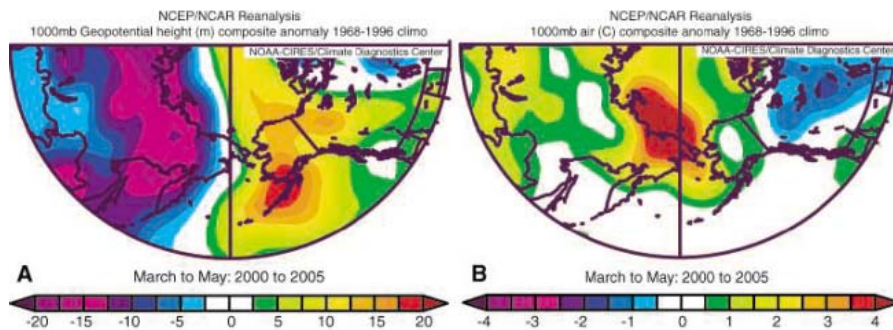 NCEP/NCAR Reanalysis
1000mb Geopotential height (m) composite anomaly 1968-1996 climo
NOAA-CIRES/Climate Diagnostics Center
A
March to May: 2000 to 2005
-20 -15 -10 -5 0 5 10 15 20
NCEP/NCAR Reanalysis
1000mb air (C) composite anomaly 1968-1996 climo
NOAA-CIRES/Climate Diagnostics Center
B
March to May: 2000 to 2005
-4 -3 -2 -1 0 1 2 3 4